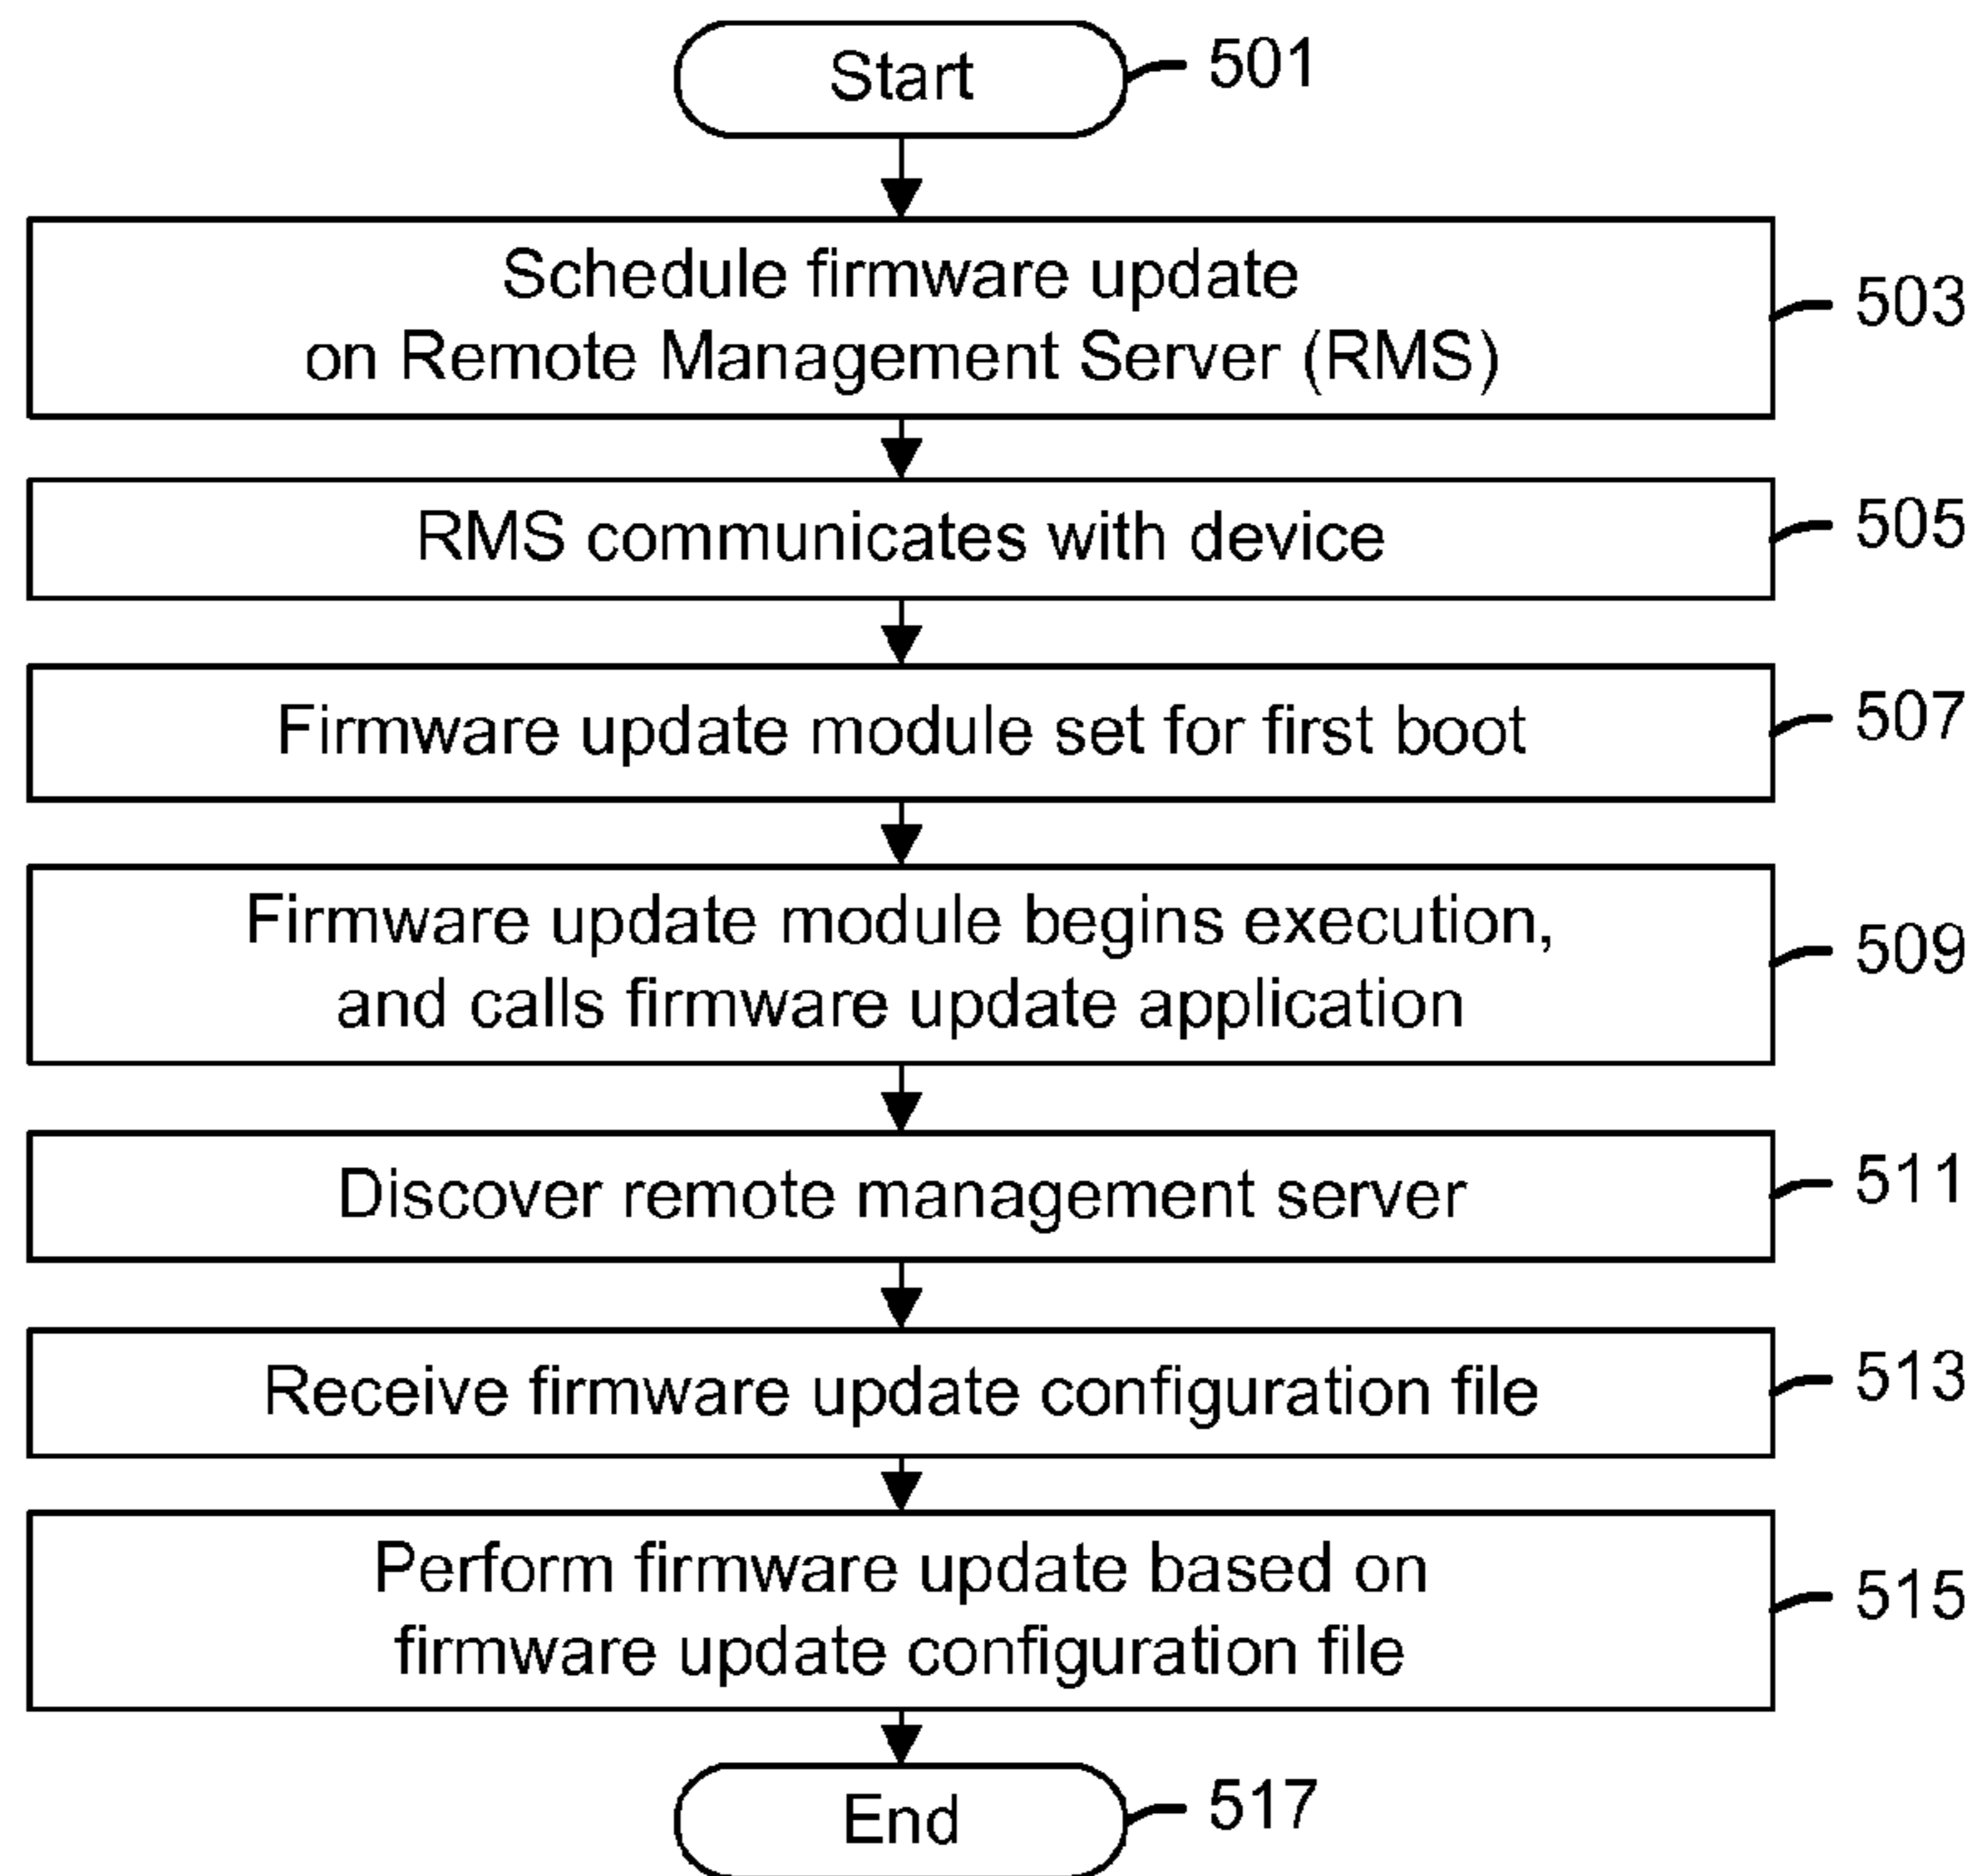 Start
501
Schedule firmware update
on Remote Management Server (RMS)
503
RMS communicates with device
505
Firmware update module set for first boot
507
Firmware update module begins execution,
and calls firmware update application
509
Discover remote management server
511
Receive firmware update configuration file
513
Perform firmware update based on
firmware update configuration file
515
End
517